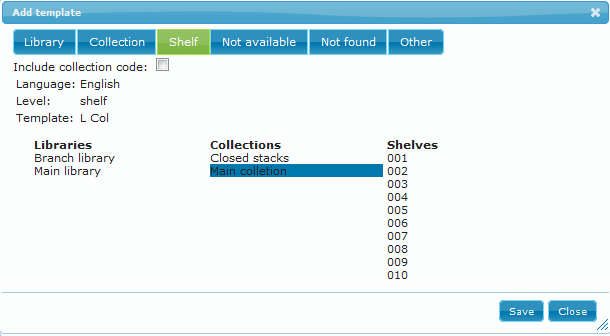 Add template
Library Collection Shelf Not available Not found Other
Include collection code:
Language: English
Level: shelf
Template: L Col
Libraries Collections Shelves
Branch library Closed stacks 001
Main library Main colletion 002
003
004
005
006
007
008
009
010
Save Close